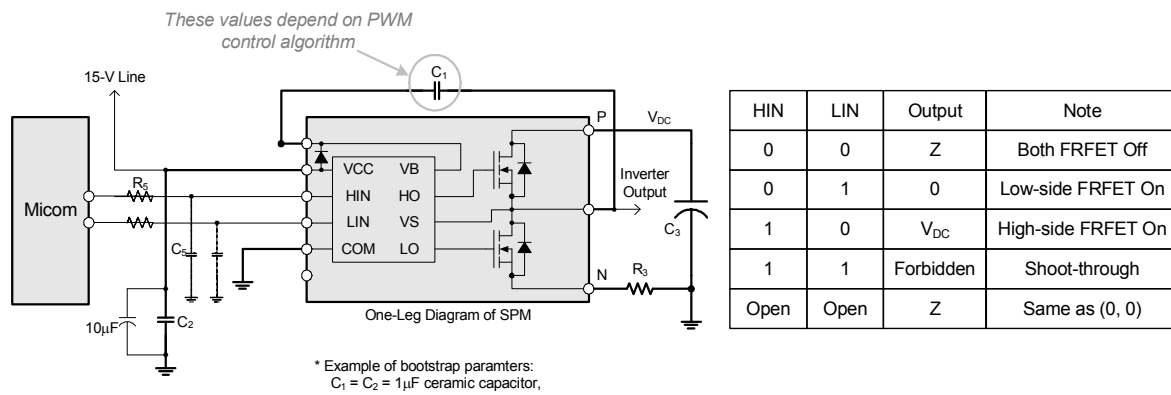 These values depend on PWM
control algorithm
C1
15-V Line
Micom
R5
C5
10μF
C2
VCC VB
HIN HO
LIN VS
COM LO
P
VDC
Inverter
Output
C3
N
R3
One-Leg Diagram of SPM
* Example of bootstrap paramters:
C1 = C2 = 1μF ceramic capacitor,
HIN LIN Output Note
0 0 Z Both FRFET Off
0 1 0 Low-side FRFET On
1 0 VDC High-side FRFET On
1 1 Forbidden Shoot-through
Open Open Z Same as (0, 0)